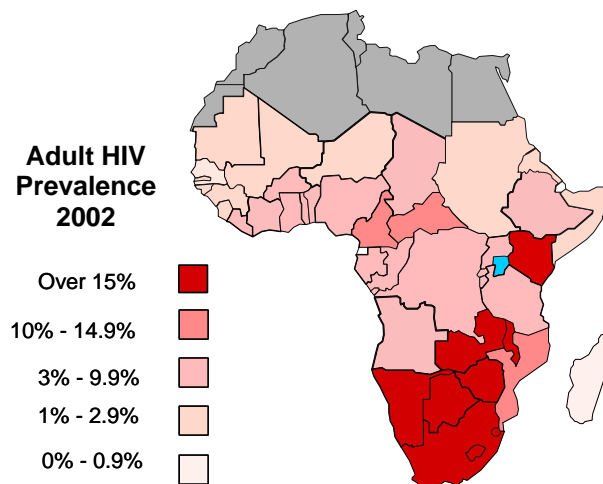 Adult HIV
Prevalence
2002
Over 15%
10% - 14.9%
3% - 9.9%
1% - 2.9%
0% - 0.9%